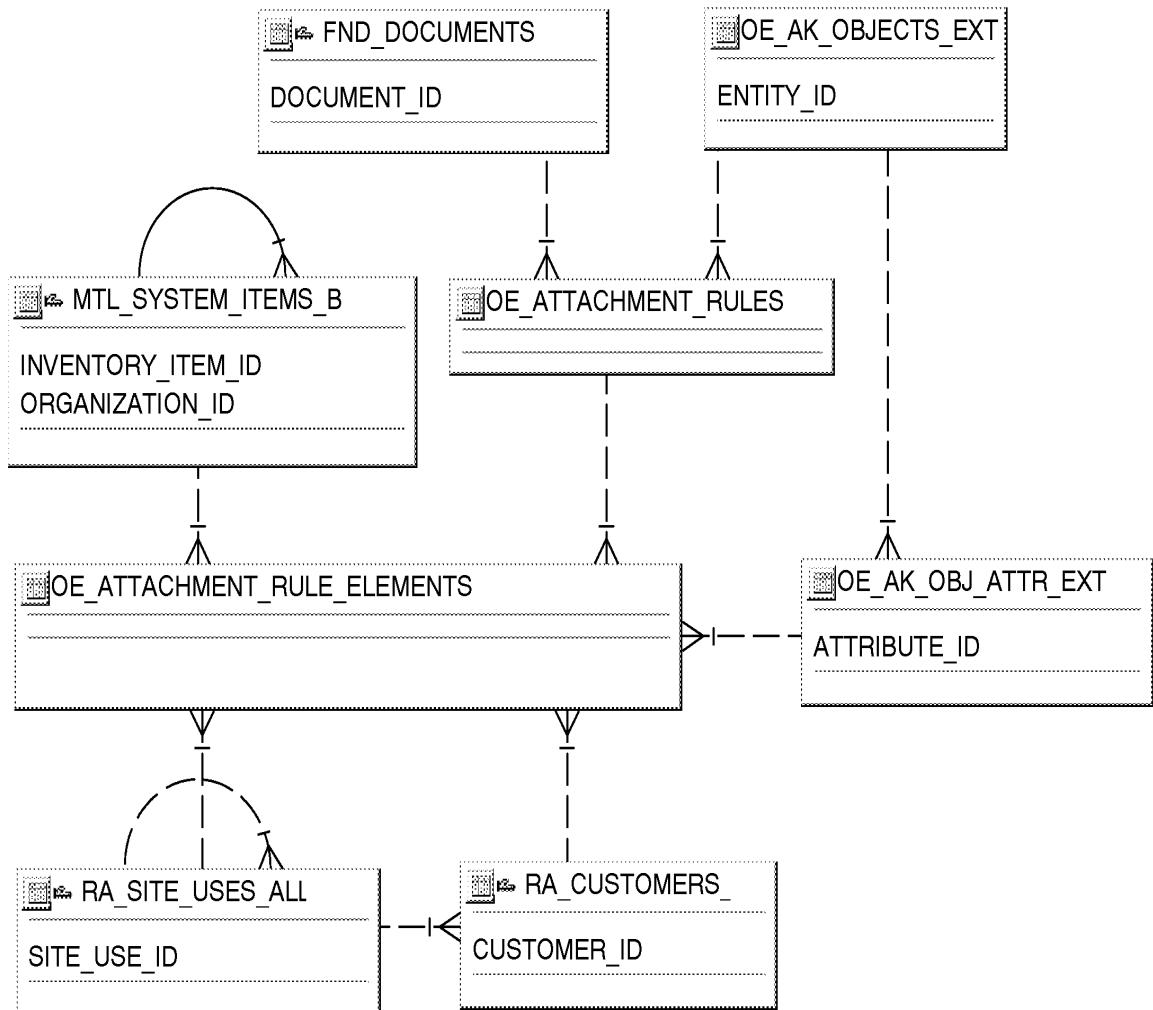 FND_DOCUMENTS
DOCUMENT_ID
OE_AK_OBJECTS_EXT
ENTITY_ID
MTL_SYSTEM_ITEMS_B
INVENTORY_ITEM_ID
ORGANIZATION_ID
OE_ATTACHMENT_RULES
OE_ATTACHMENT_RULE_ELEMENTS
OE_AK_OBJ_ATTR_EXT
ATTRIBUTE_ID
RA_SITE_USES_ALL
SITE_USE_ID
RA_CUSTOMERS_
CUSTOMER_ID